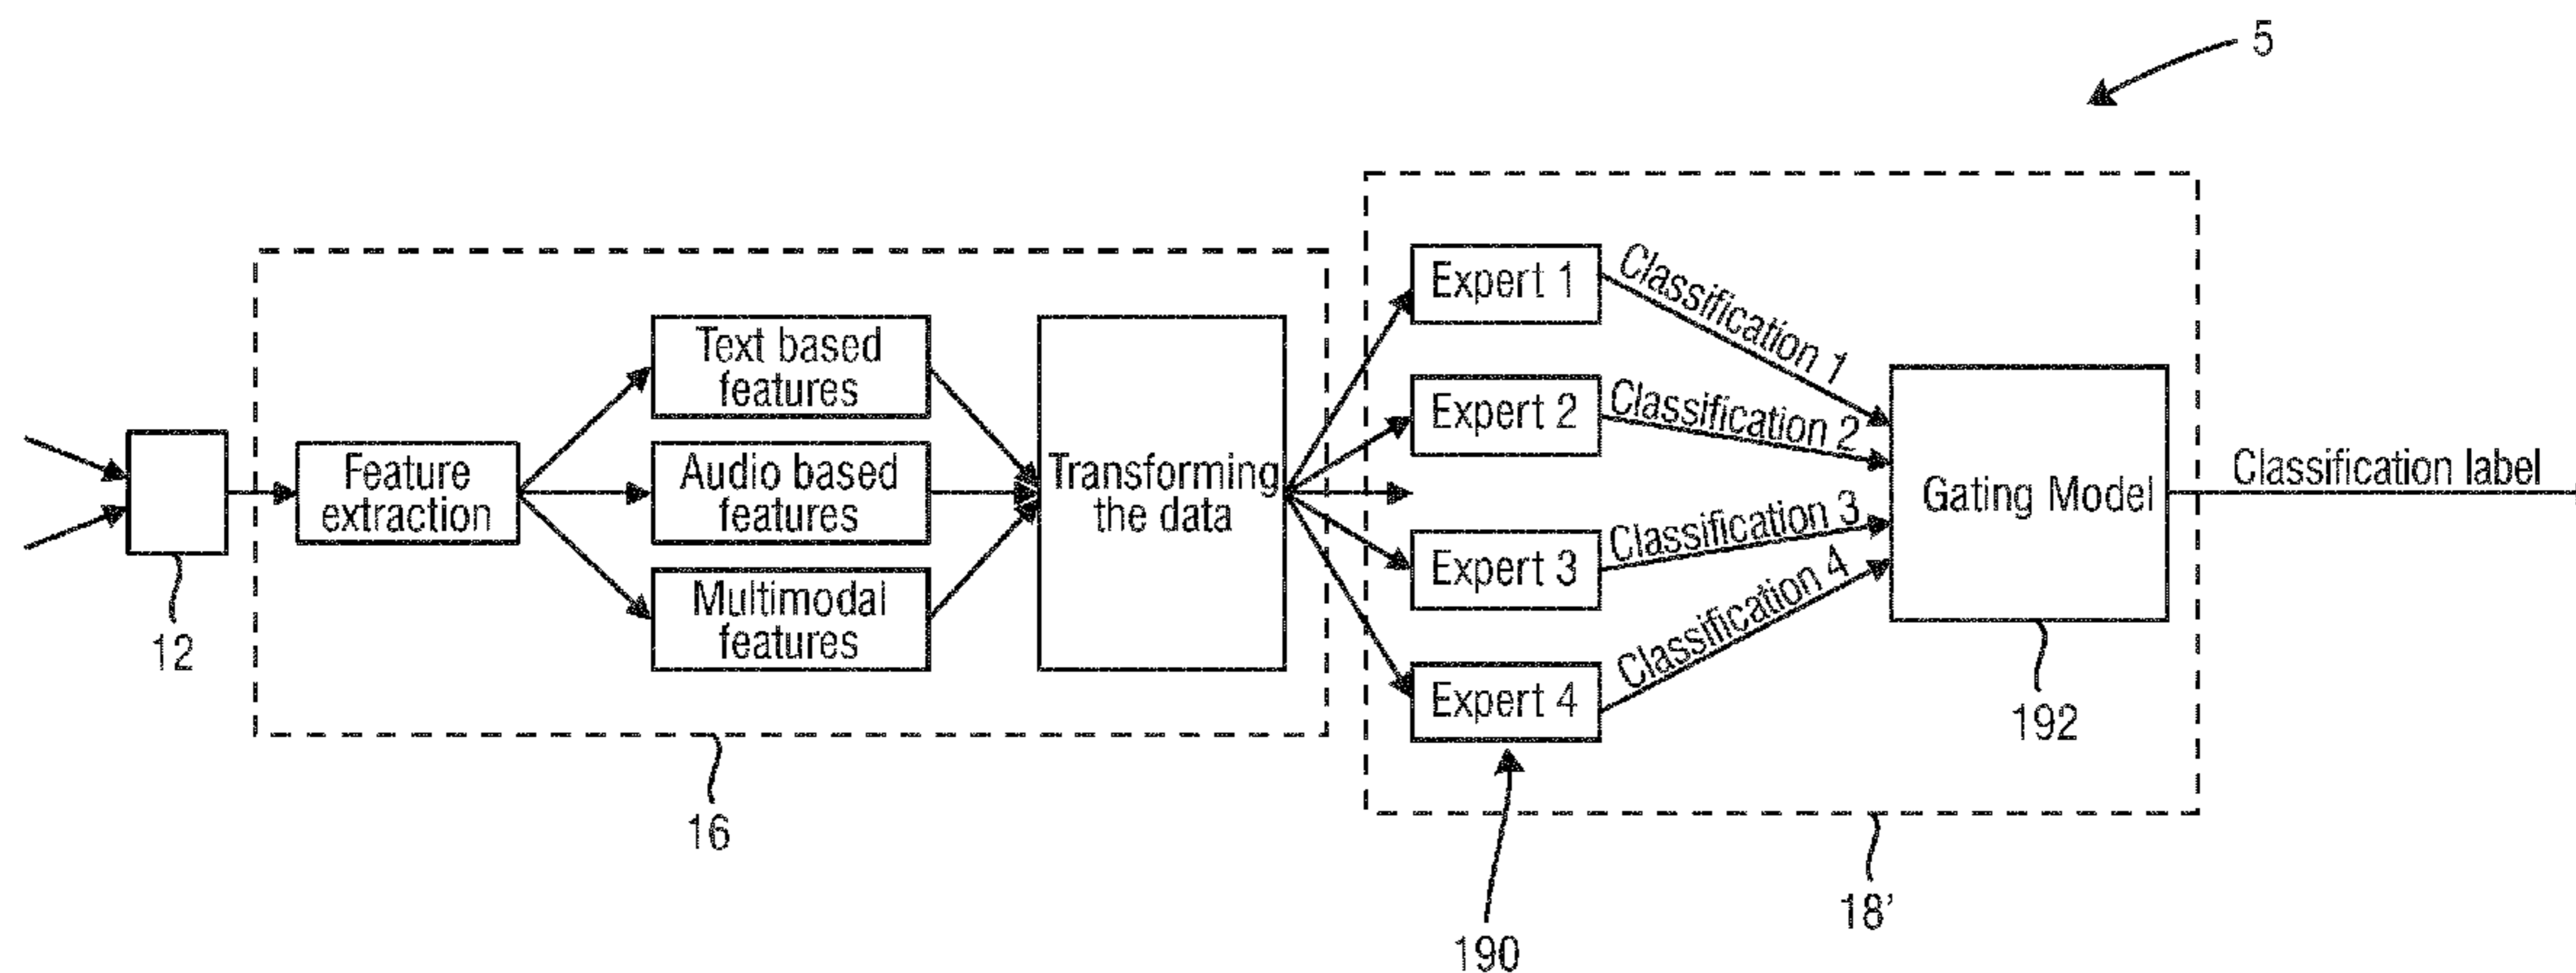 5
12
Feature
extraction
Text based
features
Audio based
features
Multimodal
features
Transforming
the data
16
Expert 1
Expert 2
Expert 3
Expert 4
190
Classification 1
Classification 2
Classification 3
Classification 4
Gating Model
192
18'
Classification label